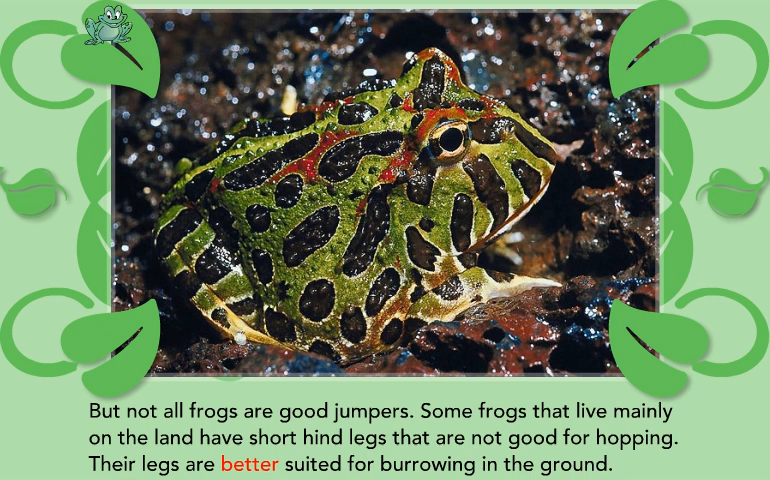 But not all frogs are good jumpers. Some frogs that live mainly
on the land have short hind legs that are not good for hopping.
Their legs are better suited for burrowing in the ground.